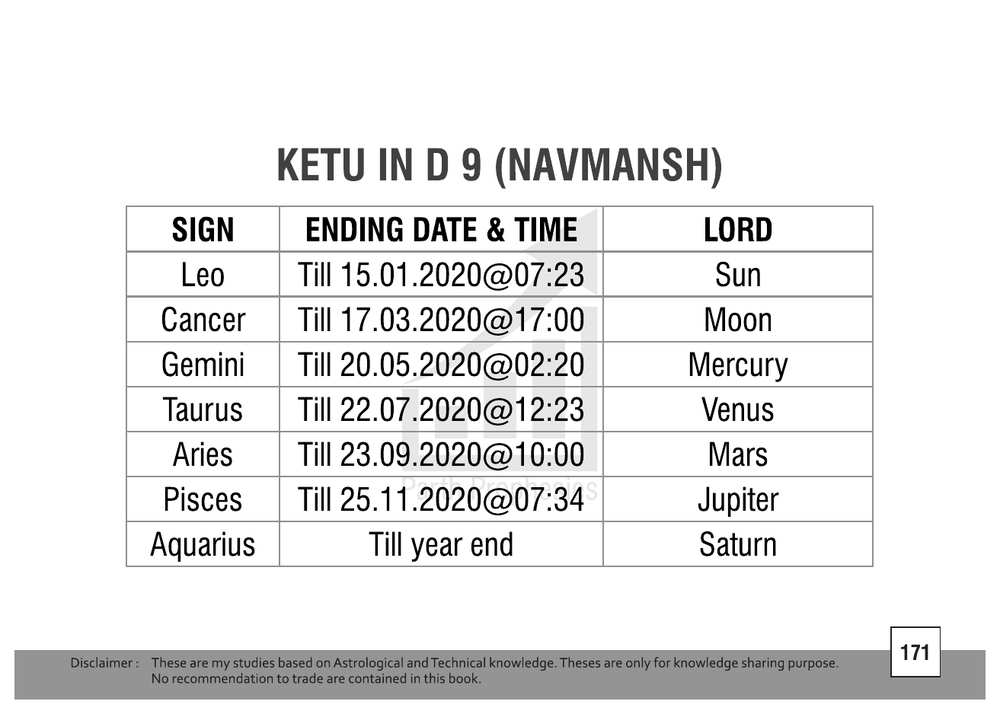 KETU IN D 9 (NAVMANSH)
SIGN ENDING DATE & TIME LORD
Leo Till 15.01.2020@07:23 Sun
Cancer Till 17.03.2020@17:00 Moon
Gemini Till 20.05.2020@02:20 Mercury
Taurus Till 22.07.2020@12:23 Venus
Aries Till 23.09.2020@10:00 Mars
Parth Prophecies
Pisces Till 25.11.2020@07:34 Jupiter
Aquarius Till year end Saturn
171
Disclaimer : These are my studies based on Astrological and Technical knowledge. Theses are only for knowledge sharing purpose.
No recommendation to trade are contained in this book.